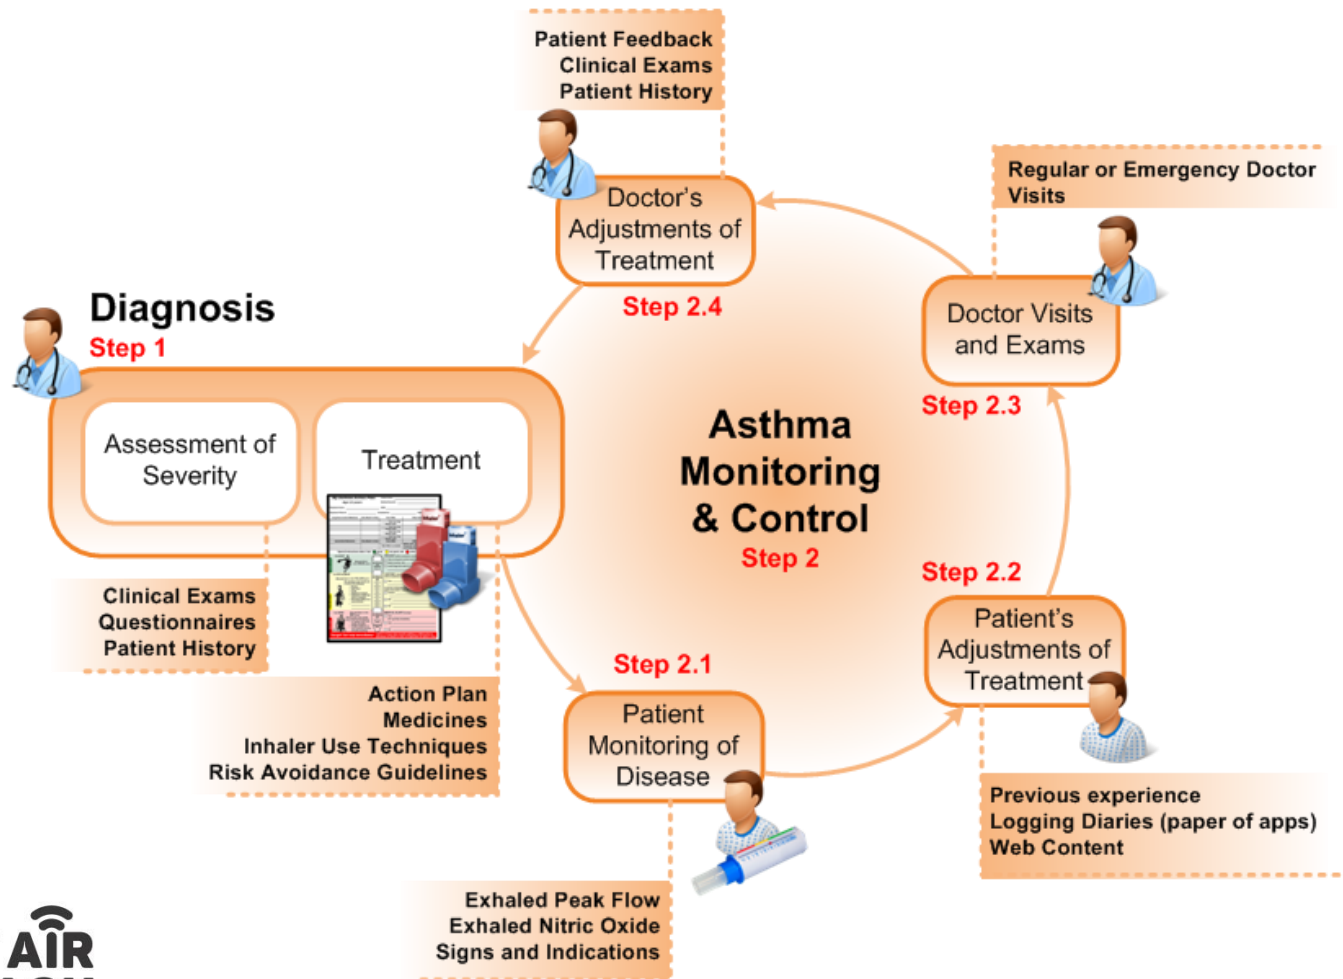 Patient Feedback
Clinical Exams
Patient History
Regular or Emergency Doctor
Visits
Doctor's
Adjustments of
Treatment
Step 2.4
Doctor Visits
and Exams
Step 2.3
Diagnosis
Step 1
Assessment of
Severity
Treatment
Asthma
Monitoring
& Control
Step 2
Clinical Exams
Questionnaires
Patient History
Action Plan
Medicines
Inhaler Use Techniques
Risk Avoidance Guidelines
Step 2.2
Patient's
Adjustments of
Treatment
Step 2.1
Patient
Monitoring of
Disease
Previous experience
Logging Diaries (paper of apps)
Web Content
Exhaled Peak Flow
Exhaled Nitric Oxide
Signs and Indications
AIR